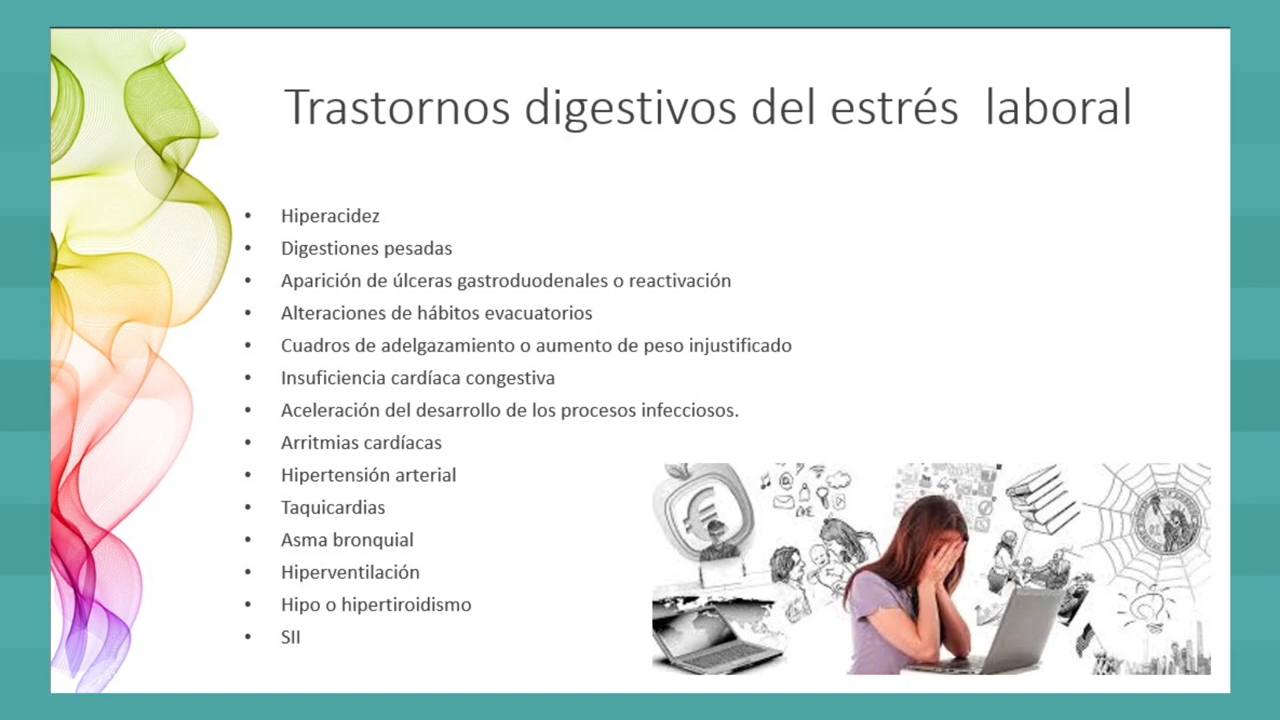 Trastornos digestivos del estrés  laboral
• Hiperacidez
• Digestiones pesadas
• Aparición de úlceras gastroduodenales o reactivación
• Alteraciones de hábitos evacuatorios
• Cuadros de adelgazamiento o aumento de peso injustificado
• Insuficiencia cardíaca congestiva
• Aceleración del desarrollo de los procesos infecciosos.
• Arritmias cardíacas
• Hipertensión arterial
• Taquicardias
• Asma bronquial
• Hiperventilación
• Hipo o hipertiroidismo
• SII